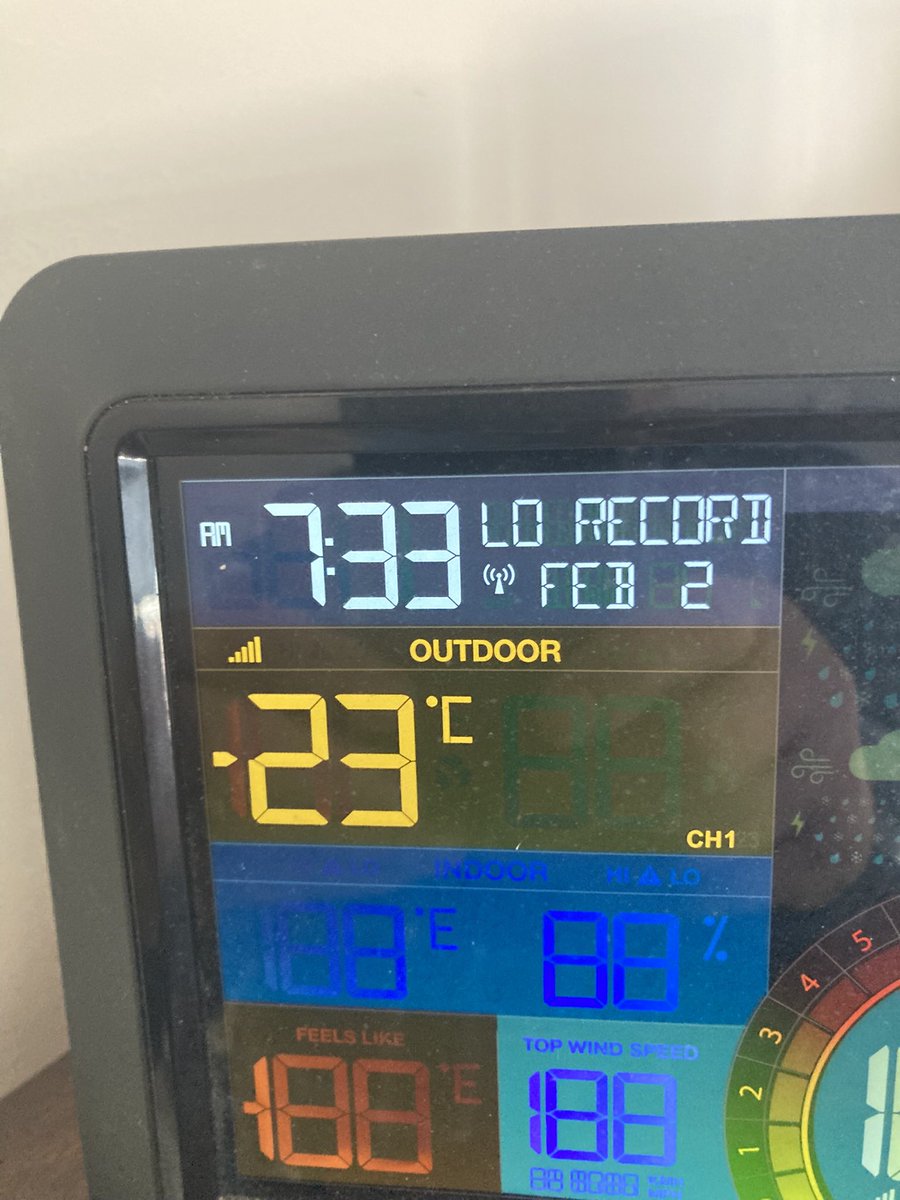 AM 7:33 LO RECORD
FEB 2
OUTDOOR
-23°C
CH1
INDOOR HI LO
%
FEELS LIKE
TOP WIND SPEED
5
4
3
2
1